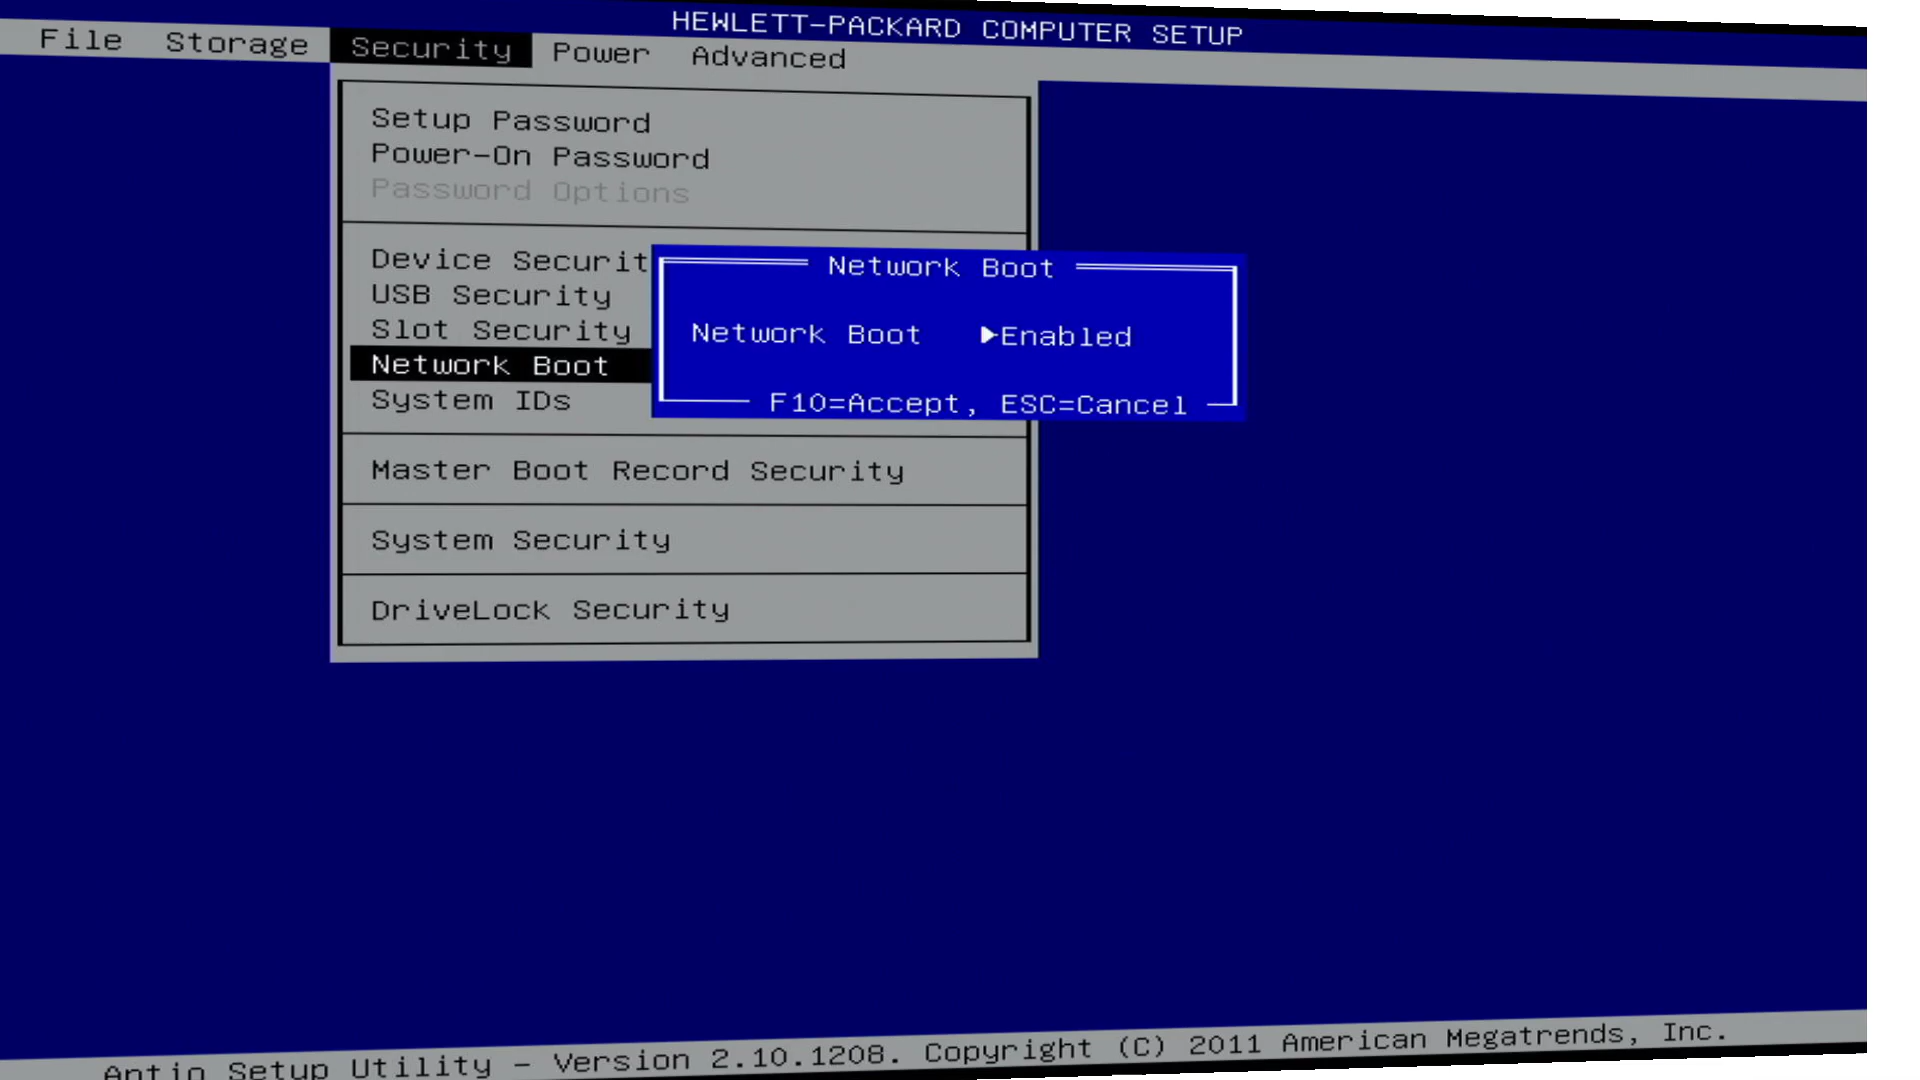 HEWLETT-PACKARD COMPUTER SETUP
File Storage Security Power Advanced
Setup Password
Power-On Password
Password Options
Device Securit
USB Security
Slot Security
Network Boot
System IDs
Master Boot Record Security
System Security
DriveLock Security
Network Boot
Network Boot ▶Enabled
F10=Accept, ESC=Cancel
Setup Utility - Version 2.10.1208. Copyright (C) 2011 American Megatrends, Inc.